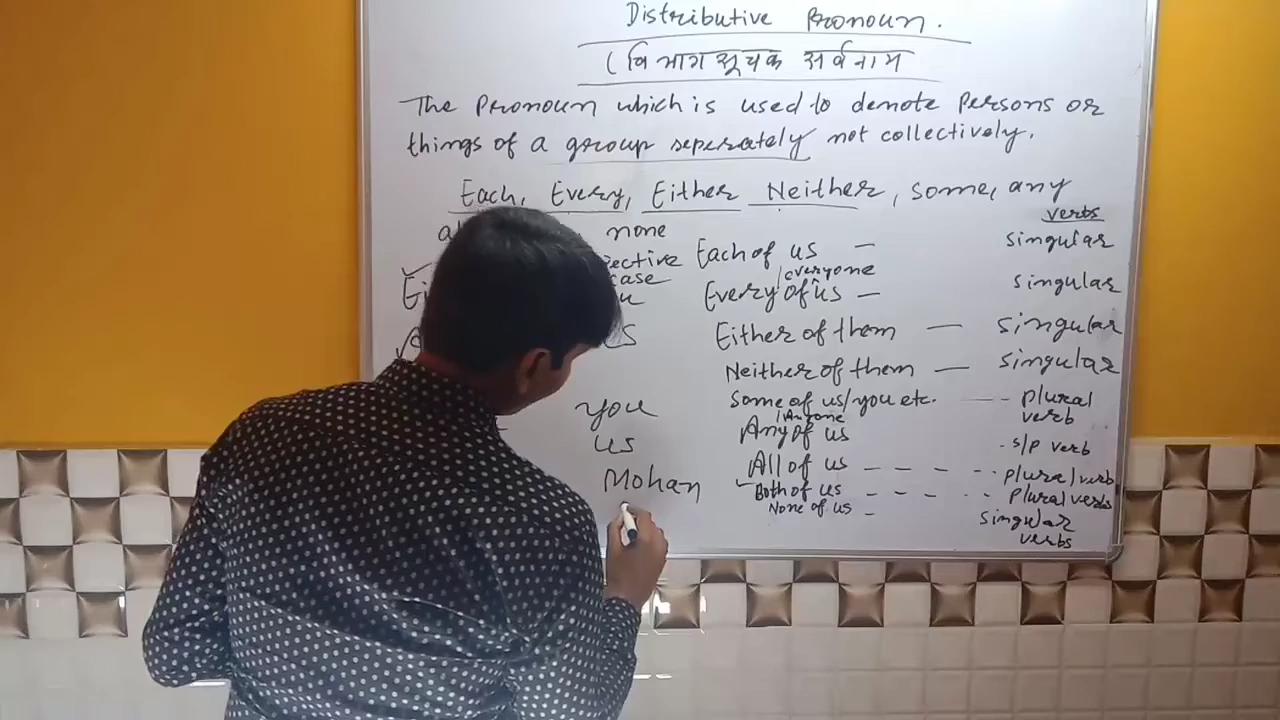 Distributive Pronoun.
( विभागसूचक सर्वनाम
The Pronoun which is used to denote Persons or
things of a group seperately not collectively.
Each, Every, Either Neither, some, any
none
verbs
Each of us — singular
case
/everyone
Every of us — singular
Either of them — singular
Neither of them — singular
you
Some of us/you etc. - - - plural verb
us
/Anyone
Any of us - s/p verb
Mohan
All of us - - - - - plural verb
Both of us - - - - - plural verbs
None of us - singular verbs